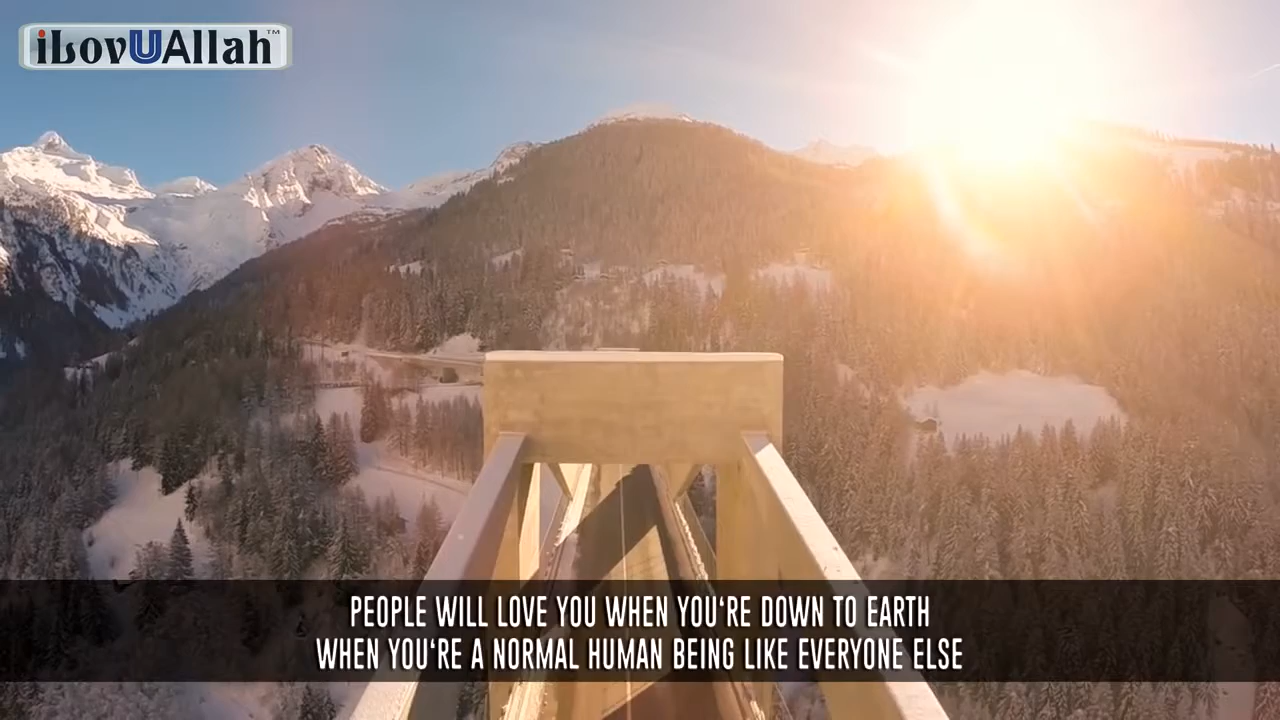 iLovUAllah™
PEOPLE WILL LOVE YOU WHEN YOU'RE DOWN TO EARTH
WHEN YOU'RE A NORMAL HUMAN BEING LIKE EVERYONE ELSE